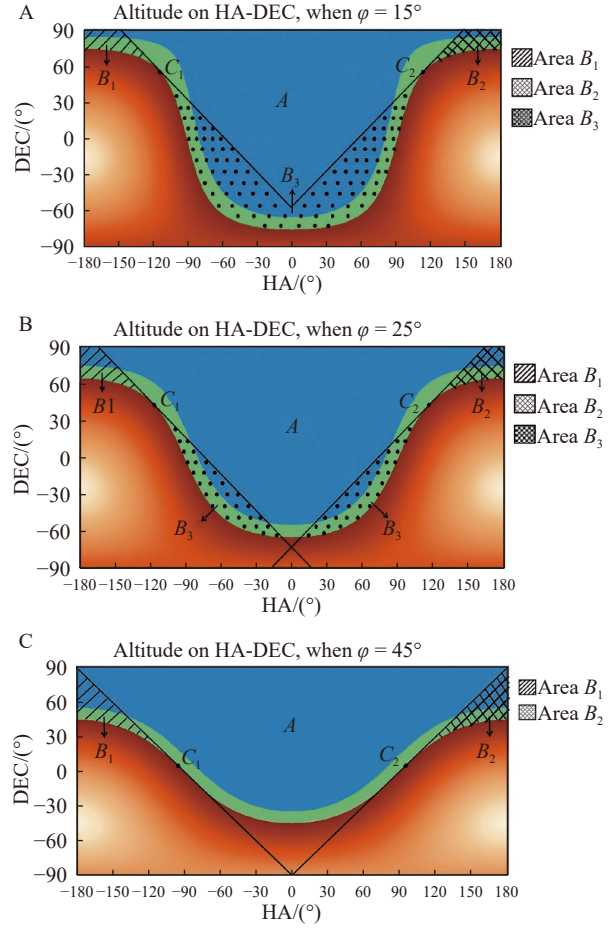 A
Altitude on HA-DEC, when φ = 15°
90
60
30
0
−30
−60
−90
DEC/(°)
B1
C1
A
C2
B2
B3
Area B1
Area B2
Area B3
−180 −150 −120 −90 −60 −30 0 30 60 90 120 150 180
HA/(°)
B
Altitude on HA-DEC, when φ = 25°
90
60
30
0
−30
−60
−90
DEC/(°)
B1
C1
A
C2
B2
B3
B3
Area B1
Area B2
Area B3
−180 −150 −120 −90 −60 −30 0 30 60 90 120 150 180
HA/(°)
C
Altitude on HA-DEC, when φ = 45°
90
60
30
0
−30
−60
−90
DEC/(°)
B1
C1
A
C2
B2
Area B1
Area B2
−180 −150 −120 −90 −60 −30 0 30 60 90 120 150 180
HA/(°)